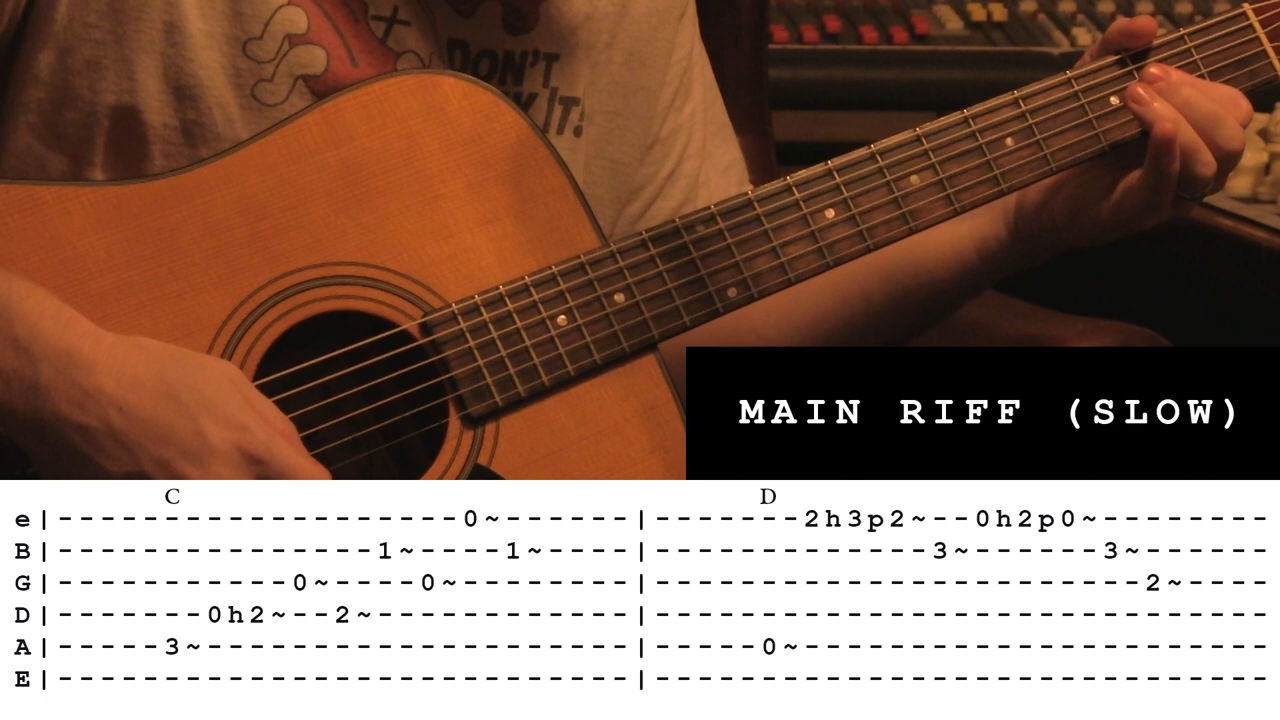 DON'T
IT!
MAIN RIFF (SLOW)
C D
e|-------------------0~------|-------2h3p2~--0h2p0~--------
B|---------------1~----1~----|-------------3~------3~------
G|-----------0~----0~--------|-----------------------2~----
D|-------0h2~--2~------------|-----------------------------
A|-----3~--------------------|-----0~----------------------
E|---------------------------|-----------------------------